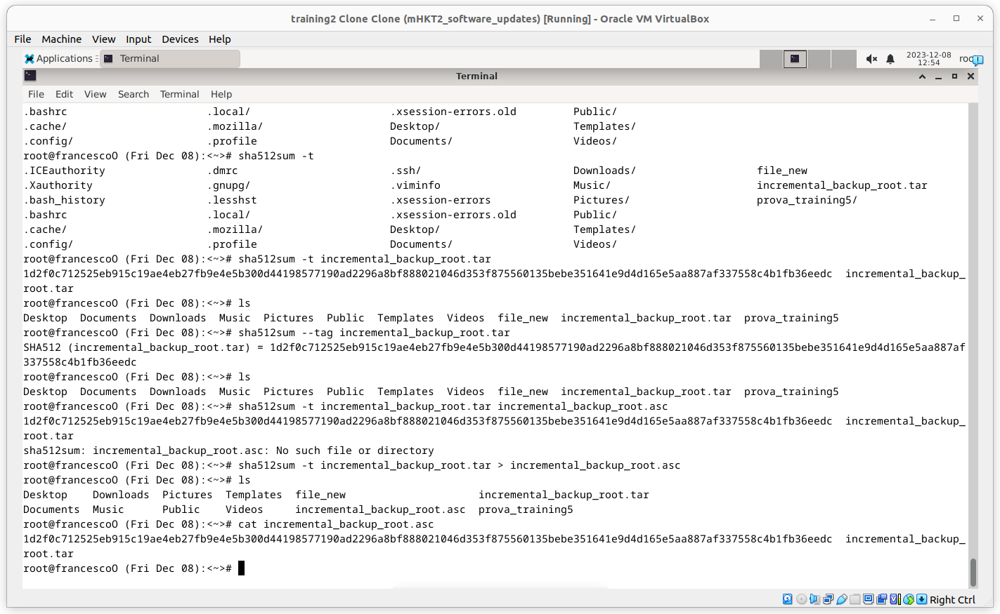 training2 Clone Clone (mHKT2_software_updates) [Running] - Oracle VM VirtualBox
File Machine View Input Devices Help
Applications Terminal 2023-12-08
12:54 roo
Terminal
File Edit View Search Terminal Help
.bashrc .local/ .xsession-errors.old Public/
.cache/ .mozilla/ Desktop/ Templates/
.config/ .profile Documents/ Videos/
root@francescoO (Fri Dec 08):<~># sha512sum -t
.ICEauthority .dmrc .ssh/ Downloads/ file_new
.Xauthority .gnupg/ .viminfo Music/ incremental_backup_root.tar
.bash_history .lesshst .xsession-errors Pictures/ prova_training5/
.bashrc .local/ .xsession-errors.old Public/
.cache/ .mozilla/ Desktop/ Templates/
.config/ .profile Documents/ Videos/
root@francescoO (Fri Dec 08):<~># sha512sum -t incremental_backup_root.tar
1d2f0c712525eb915c19ae4eb27fb9e4e5b300d44198577190ad2296a8bf888021046d353f875560135bebe351641e9d4d165e5aa887af337558c4b1fb36eedc incremental_backup_
root.tar
root@francescoO (Fri Dec 08):<~># ls
Desktop Documents Downloads Music Pictures Public Templates Videos file_new incremental_backup_root.tar prova_training5
root@francescoO (Fri Dec 08):<~># sha512sum --tag incremental_backup_root.tar
SHA512 (incremental_backup_root.tar) = 1d2f0c712525eb915c19ae4eb27fb9e4e5b300d44198577190ad2296a8bf888021046d353f875560135bebe351641e9d4d165e5aa887af
337558c4b1fb36eedc
root@francescoO (Fri Dec 08):<~># ls
Desktop Documents Downloads Music Pictures Public Templates Videos file_new incremental_backup_root.tar prova_training5
root@francescoO (Fri Dec 08):<~># sha512sum -t incremental_backup_root.tar incremental_backup_root.asc
1d2f0c712525eb915c19ae4eb27fb9e4e5b300d44198577190ad2296a8bf888021046d353f875560135bebe351641e9d4d165e5aa887af337558c4b1fb36eedc incremental_backup_
root.tar
sha512sum: incremental_backup_root.asc: No such file or directory
root@francescoO (Fri Dec 08):<~># sha512sum -t incremental_backup_root.tar > incremental_backup_root.asc
root@francescoO (Fri Dec 08):<~># ls
Desktop Downloads Pictures Templates file_new incremental_backup_root.tar
Documents Music Public Videos incremental_backup_root.asc prova_training5
root@francescoO (Fri Dec 08):<~># cat incremental_backup_root.asc
1d2f0c712525eb915c19ae4eb27fb9e4e5b300d44198577190ad2296a8bf888021046d353f875560135bebe351641e9d4d165e5aa887af337558c4b1fb36eedc incremental_backup_
root.tar
root@francescoO (Fri Dec 08):<~>#
Right Ctrl